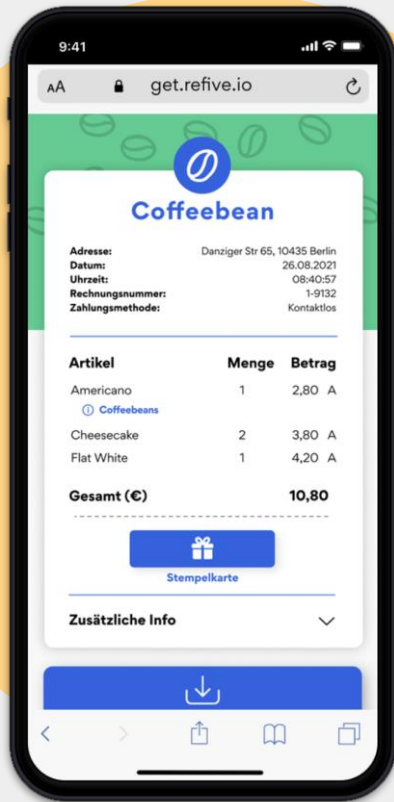 9:41
AA get.refive.io
Coffeebean
Adresse: Danziger Str 65, 10435 Berlin
Datum: 26.08.2021
Uhrzeit: 08:40:57
Rechnungsnummer: 1-9132
Zahlungsmethode: Kontaktlos
Artikel Menge Betrag
Americano 1 2,80 A
Coffeebeans
Cheesecake 2 3,80 A
Flat White 1 4,20 A
Gesamt (€) 10,80
Stempelkarte
Zusätzliche Info